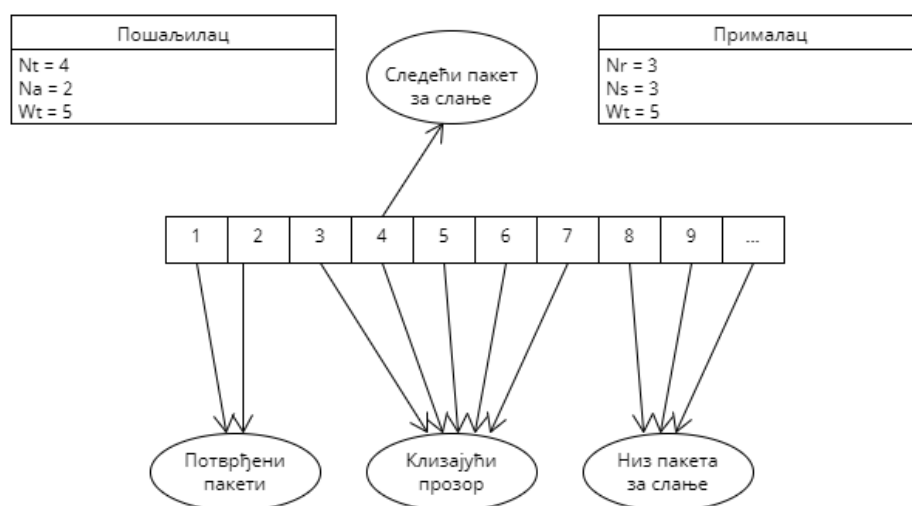 Пошаљилац
Nt = 4
Na = 2
Wt = 5
Следећи пакет
за слање
Прималац
Nr = 3
Ns = 3
Wt = 5
1 2 3 4 5 6 7 8 9 ...
Потврђени
пакети
Клизајући
прозор
Низ пакета
за слање